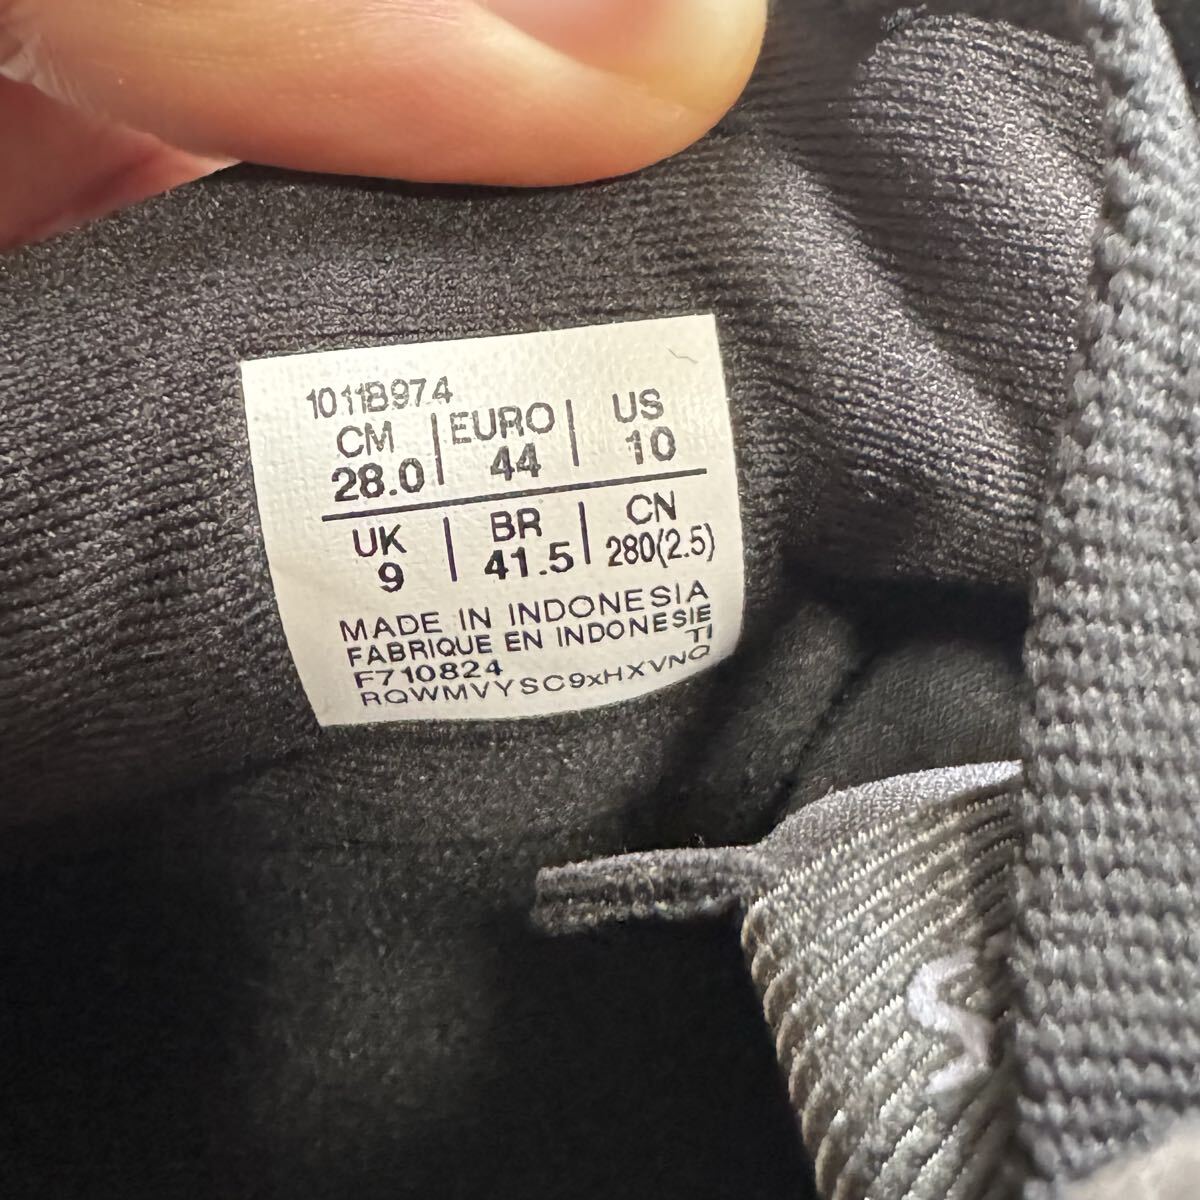 1011B974
CM | EURO | US
28.0 | 44 | 10
UK | BR | CN
9 | 41.5 | 280(2.5)
MADE IN INDONESIA
FABRIQUE EN INDONESIE
F710824 TI
RQWMVYSC9xHXVNQ